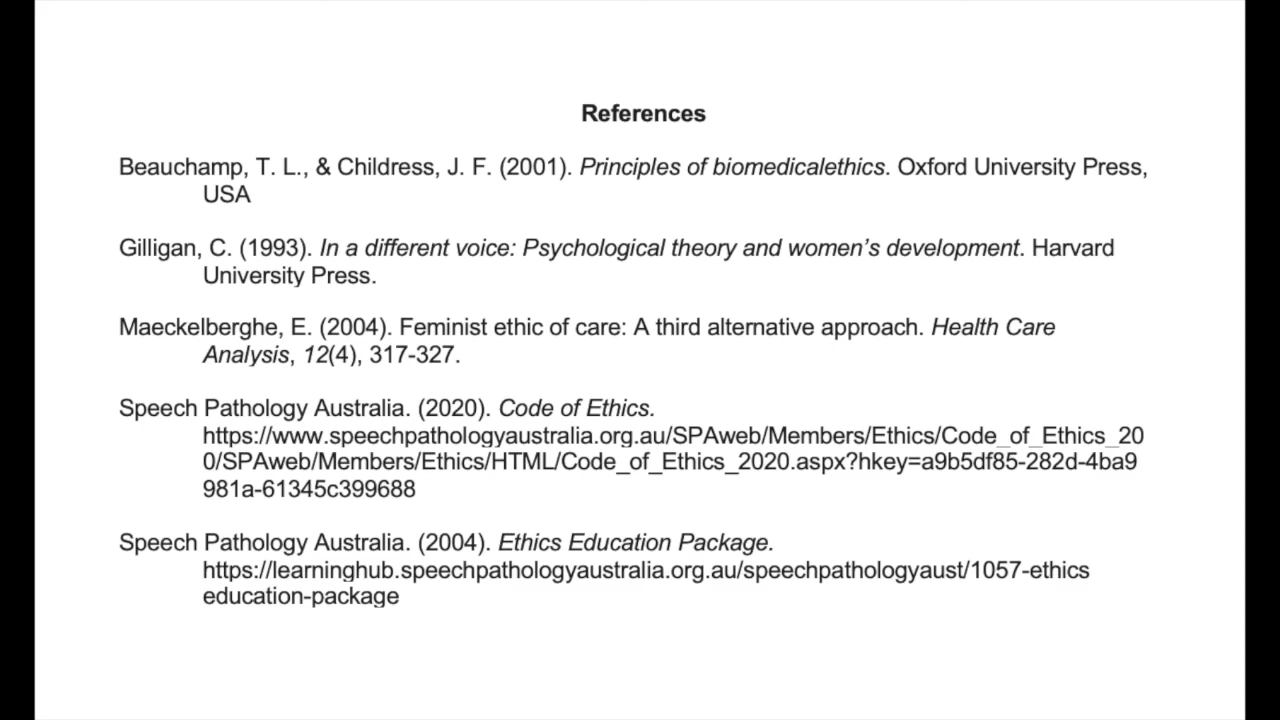 References
Beauchamp, T. L., & Childress, J. F. (2001). Principles of biomedicalethics. Oxford University Press,
USA
Gilligan, C. (1993). In a different voice: Psychological theory and women’s development. Harvard
University Press.
Maeckelberghe, E. (2004). Feminist ethic of care: A third alternative approach. Health Care
Analysis, 12(4), 317-327.
Speech Pathology Australia. (2020). Code of Ethics.
https://www.speechpathologyaustralia.org.au/SPAweb/Members/Ethics/Code_of_Ethics_20
0/SPAweb/Members/Ethics/HTML/Code_of_Ethics_2020.aspx?hkey=a9b5df85-282d-4ba9
981a-61345c399688
Speech Pathology Australia. (2004). Ethics Education Package.
https://learninghub.speechpathologyaustralia.org.au/speechpathologyaust/1057-ethics
education-package